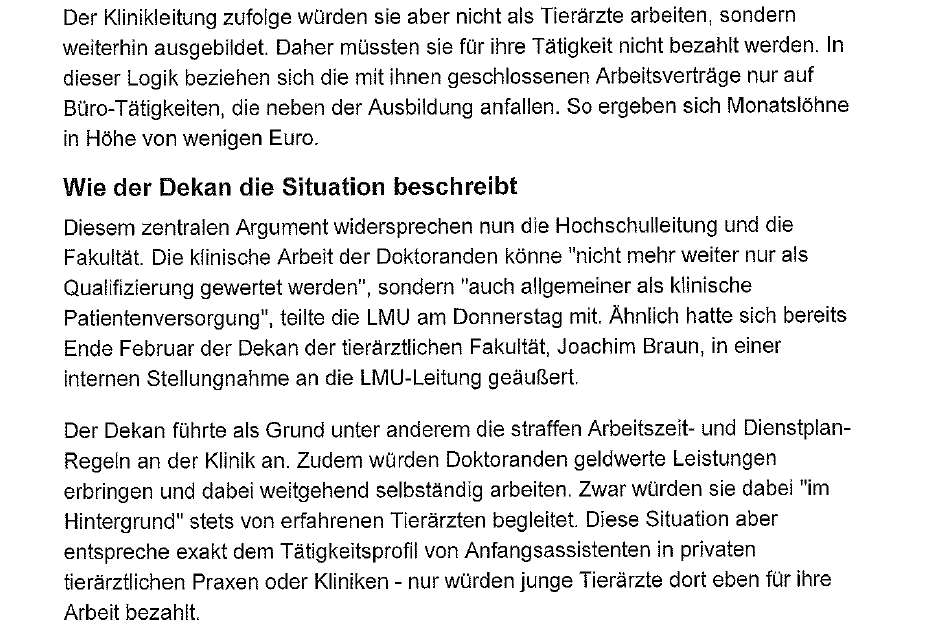 Der Klinikleitung zufolge würden sie aber nicht als Tierärzte arbeiten, sondern
weiterhin ausgebildet. Daher müssten sie für ihre Tätigkeit nicht bezahlt werden. In
dieser Logik beziehen sich die mit ihnen geschlossenen Arbeitsverträge nur auf
Büro-Tätigkeiten, die neben der Ausbildung anfallen. So ergeben sich Monatslöhne
in Höhe von wenigen Euro.
Wie der Dekan die Situation beschreibt
Diesem zentralen Argument widersprechen nun die Hochschulleitung und die
Fakultät. Die klinische Arbeit der Doktoranden könne "nicht mehr weiter nur als
Qualifizierung gewertet werden", sondern "auch allgemeiner als klinische
Patientenversorgung", teilte die LMU am Donnerstag mit. Ähnlich hatte sich bereits
Ende Februar der Dekan der tierärztlichen Fakultät, Joachim Braun, in einer
internen Stellungnahme an die LMU-Leitung geäußert.
Der Dekan führte als Grund unter anderem die straffen Arbeitszeit- und Dienstplan-
Regeln an der Klinik an. Zudem würden Doktoranden geldwerte Leistungen
erbringen und dabei weitgehend selbständig arbeiten. Zwar würden sie dabei "im
Hintergrund" stets von erfahrenen Tierärzten begleitet. Diese Situation aber
entspreche exakt dem Tätigkeitsprofil von Anfangsassistenten in privaten
tierärztlichen Praxen oder Kliniken - nur würden junge Tierärzte dort eben für ihre
Arbeit bezahlt.